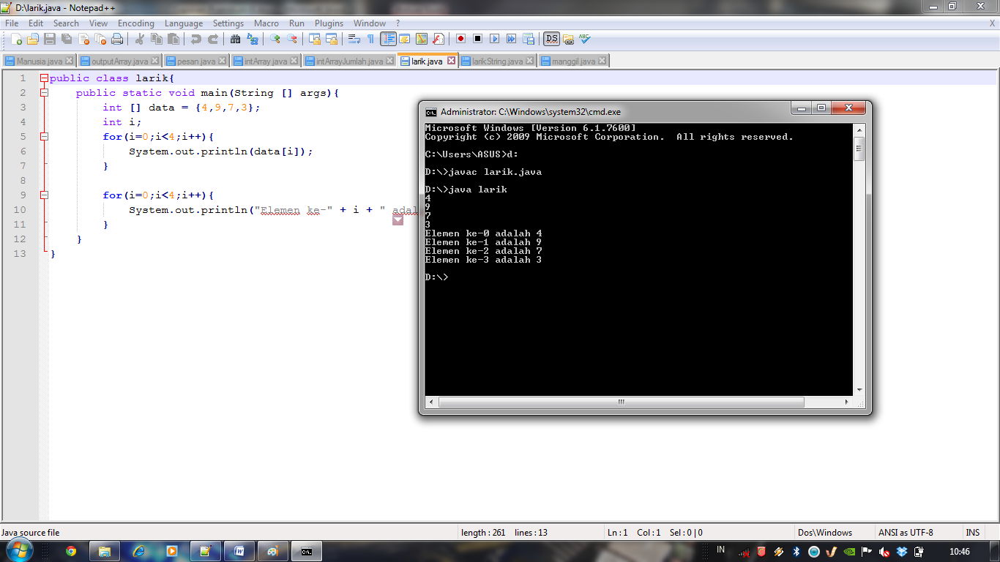 D:\larik.java - Notepad++
File Edit Search View Encoding Language Settings Macro Run Plugins Window ? X
Manusia.java outputArray.java pesan.java intArray.java intArrayJumlah.java larik.java larikString.java manggil.java
1 public class larik{
2 public static void main(String [] args){
3 int [] data = {4,9,7,3};
4 int i;
5 for(i=0;i<4;i++){
6 System.out.println(data[i]);
7 }
8
9 for(i=0;i<4;i++){
10 System.out.println("Elemen ke-" + i + " adal
11 }
12 }
13 }
Administrator: C:\Windows\system32\cmd.exe
Microsoft Windows [Version 6.1.7600]
Copyright (c) 2009 Microsoft Corporation. All rights reserved.
C:\Users\ASUS>d:
D:\>javac larik.java
D:\>java larik
4
9
7
3
Elemen ke-0 adalah 4
Elemen ke-1 adalah 9
Elemen ke-2 adalah 7
Elemen ke-3 adalah 3
D:\>
Java source file length : 261 lines : 13 Ln : 1 Col : 1 Sel : 0 | 0 Dos\Windows ANSI as UTF-8 INS
IN 10:46